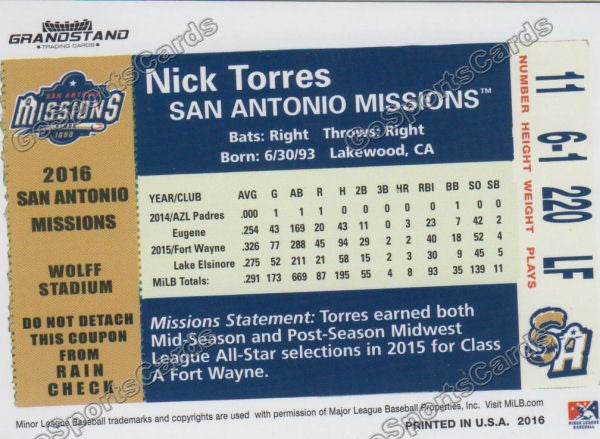 GRANDSTAND
TRADING CARDS
SAN ANTONIO
MISSIONS
SINCE 1888
2016
SAN ANTONIO
MISSIONS
WOLFF
STADIUM
DO NOT DETACH
THIS COUPON
FROM
RAIN
CHECK
Nick Torres
SAN ANTONIO MISSIONS™
Bats: Right Throws: Right
Born: 6/30/93 Lakewood, CA
YEAR/CLUB AVG G AB R H 2B 3B HR RBI BB SO SB
2014/AZL Padres .000 1 1 1 0 0 0 0 0 1 0 0
Eugene .254 43 169 20 43 11 0 3 23 7 42 2
2015/Fort Wayne .326 77 288 45 94 29 2 2 40 18 52 4
Lake Elsinore .275 52 211 21 58 15 2 3 30 9 45 5
MiLB Totals: .291 173 669 87 195 55 4 8 93 35 139 11
Missions Statement: Torres earned both
Mid-Season and Post-Season Midwest
League All-Star selections in 2015 for Class
A Fort Wayne.
NUMBER HEIGHT WEIGHT PLAYS
11 6-1 220 LF
SA
Minor League Baseball trademarks and copyrights are used with permission of Major League Baseball Properties, Inc. Visit MiLB.com
PRINTED IN U.S.A. 2016
MINOR LEAGUE
BASEBALL
GoSportsCards